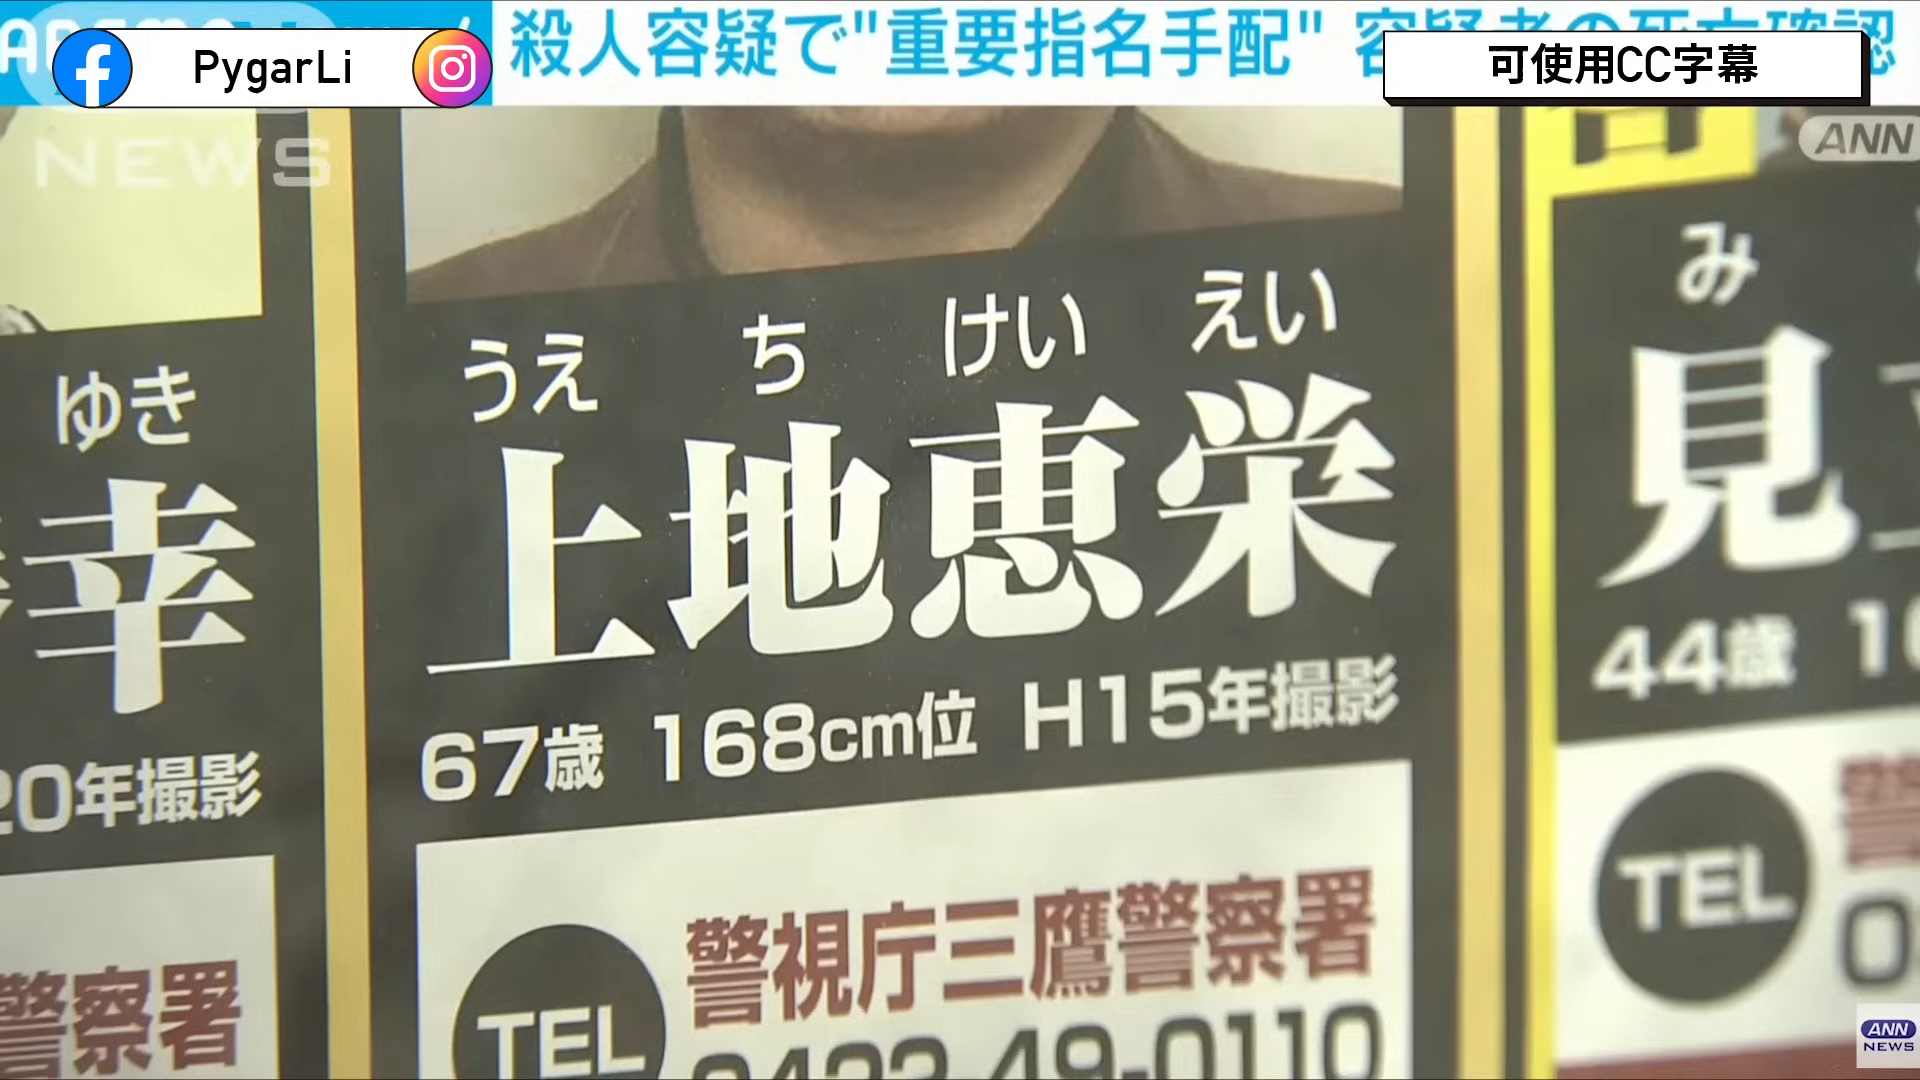 PygarLi
殺人容疑で"重要指名手配"
可使用CC字幕
NEWS
ANN
み
うえ ち けい えい
ゆき
上地恵栄
幸
見
67歳 168cm位 H15年撮影
44歳
20年撮影
警視庁三鷹警察署
警察署
TEL
TEL
0422-49-0110
ANN
NEWS